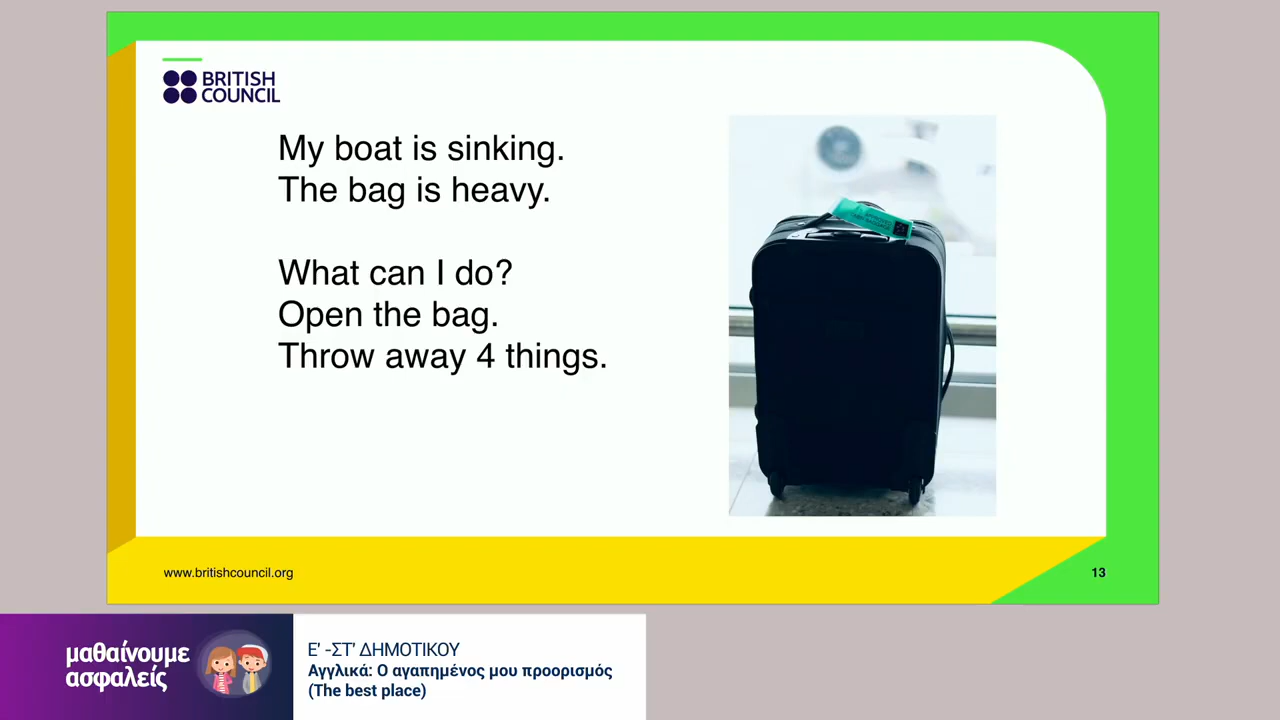 BRITISH
COUNCIL
My boat is sinking.
The bag is heavy.
What can I do?
Open the bag.
Throw away 4 things.
www.britishcouncil.org
13
μαθαίνουμε
ασφαλείς
Ε' -ΣΤ' ΔΗΜΟΤΙΚΟΥ
Αγγλικά: Ο αγαπημένος μου προορισμός
(The best place)